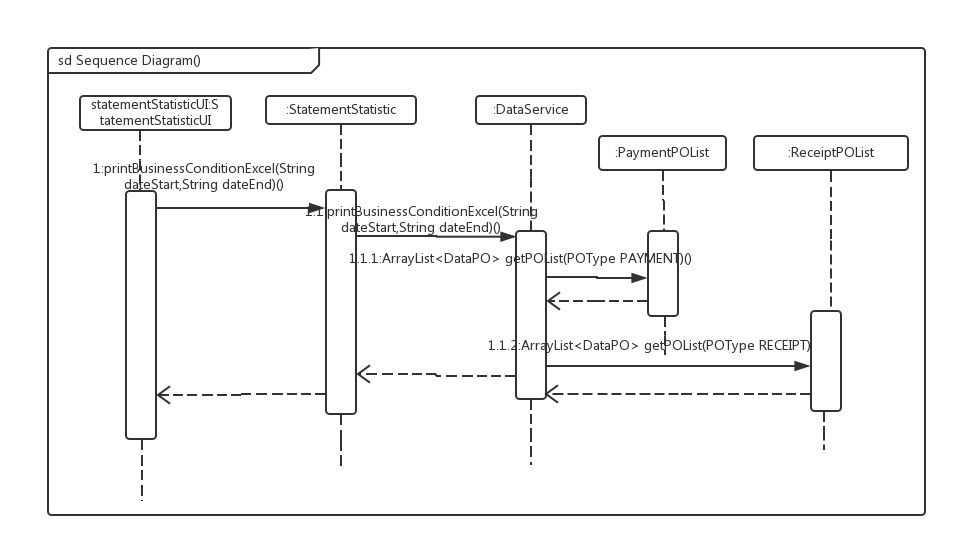 sd Sequence Diagram()
statementStatisticUI:S
tatementStatisticUI
:StatementStatistic
:DataService
:PaymentPOList
:ReceiptPOList
1:printBusinessConditionExcel(String
dateStart,String dateEnd)()
1.1:printBusinessConditionExcel(String
dateStart,String dateEnd)()
1.1.1:ArrayList<DataPO> getPOList(POType PAYMENT)()
1.1.2:ArrayList<DataPO> getPOList(POType RECEIPT)